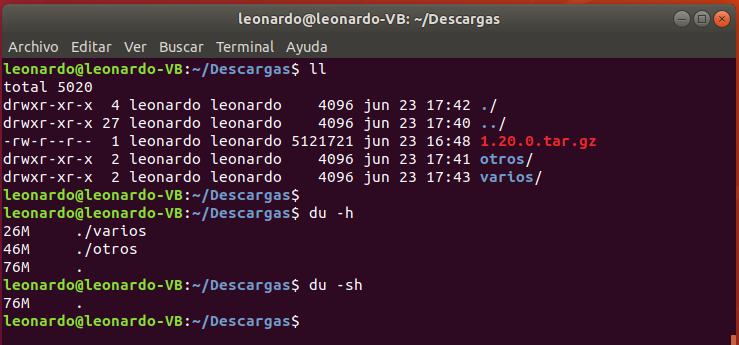 leonardo@leonardo-VB: ~/Descargas
Archivo Editar Ver Buscar Terminal Ayuda
leonardo@leonardo-VB:~/Descargas$ ll
total 5020
drwxr-xr-x  4 leonardo leonardo    4096 jun 23 17:42 ./
drwxr-xr-x 27 leonardo leonardo    4096 jun 23 17:40 ../
-rw-r--r--  1 leonardo leonardo 5121721 jun 23 16:48 1.20.0.tar.gz
drwxr-xr-x  2 leonardo leonardo    4096 jun 23 17:41 otros/
drwxr-xr-x  2 leonardo leonardo    4096 jun 23 17:43 varios/
leonardo@leonardo-VB:~/Descargas$
leonardo@leonardo-VB:~/Descargas$ du -h
26M     ./varios
46M     ./otros
76M     .
leonardo@leonardo-VB:~/Descargas$ du -sh
76M     .
leonardo@leonardo-VB:~/Descargas$